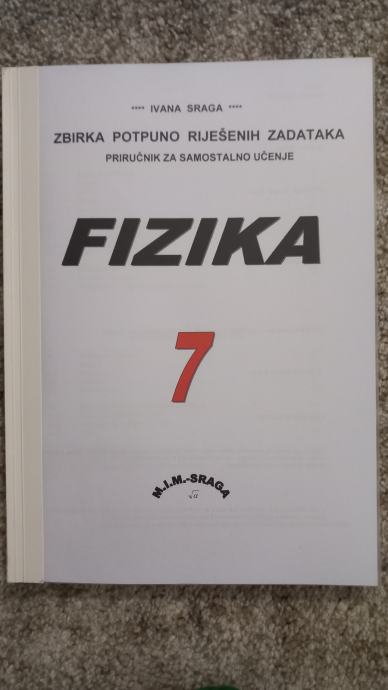 **** IVANA SRAGA ****
ZBIRKA POTPUNO RIJEŠENIH ZADATAKA
PRIRUČNIK ZA SAMOSTALNO UČENJE
FIZIKA
7
M.I.M.-SRAGA
√a